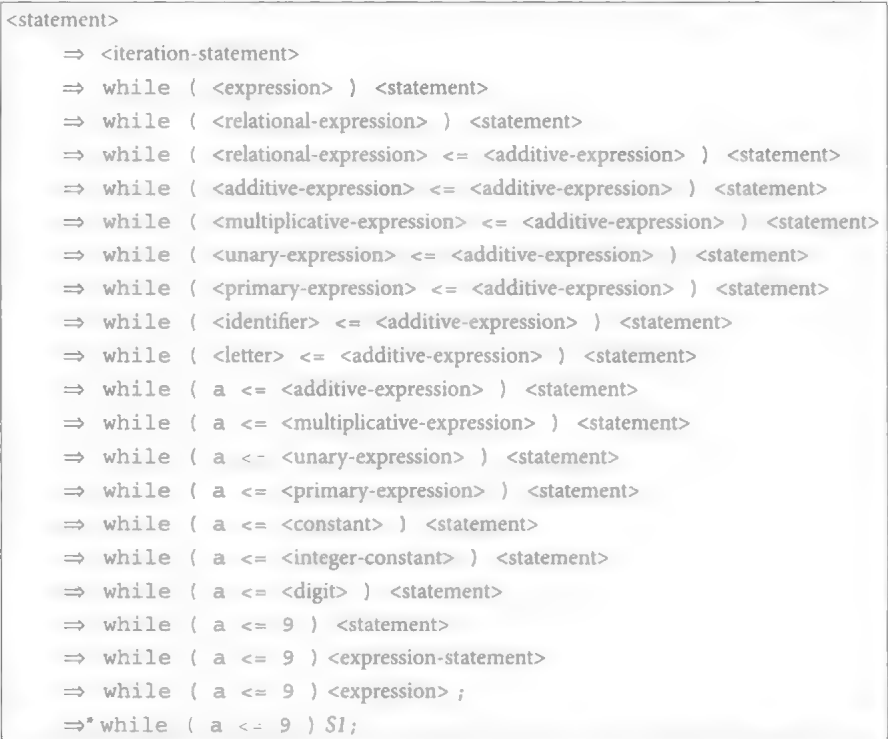 <statement>
⇒ <iteration-statement>
⇒ while ( <expression> ) <statement>
⇒ while ( <relational-expression> ) <statement>
⇒ while ( <relational-expression> <= <additive-expression> ) <statement>
⇒ while ( <additive-expression> <= <additive-expression> ) <statement>
⇒ while ( <multiplicative-expression> <= <additive-expression> ) <statement>
⇒ while ( <unary-expression> <= <additive-expression> ) <statement>
⇒ while ( <primary-expression> <= <additive-expression> ) <statement>
⇒ while ( <identifier> <= <additive-expression> ) <statement>
⇒ while ( <letter> <= <additive-expression> ) <statement>
⇒ while ( a <= <additive-expression> ) <statement>
⇒ while ( a <= <multiplicative-expression> ) <statement>
⇒ while ( a <= <unary-expression> ) <statement>
⇒ while ( a <= <primary-expression> ) <statement>
⇒ while ( a <= <constant> ) <statement>
⇒ while ( a <= <integer-constant> ) <statement>
⇒ while ( a <= <digit> ) <statement>
⇒ while ( a <= 9 ) <statement>
⇒ while ( a <= 9 ) <expression-statement>
⇒ while ( a <= 9 ) <expression> ;
⇒* while ( a <= 9 ) S1;